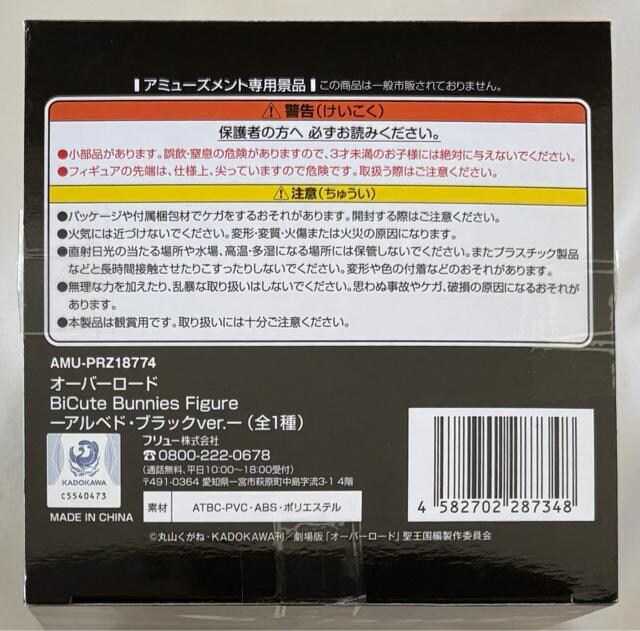 アミューズメント専用景品 この商品は一般市販されておりません。
⚠警告(けいこく)
保護者の方へ 必ずお読みください。
●小部品があります。誤飲・窒息の危険がありますので、3才未満のお子様には絶対に与えないでください。
●フィギュアの先端は、仕様上、尖っていますので危険です。取扱う際はご注意ください。
⚠注意(ちゅうい)
●パッケージや付属梱包材でケガをするおそれがあります。開封する際はご注意ください。
●火気には近づけないでください。変形・変質・火傷または火災の原因になります。
●直射日光の当たる場所や水場、高温・多湿になる場所には保管しないでください。またプラスチック製品
などと長時間接触させたりこすったりしないでください。変形や色の付着などのおそれがあります。
●無理な力を加えたり、乱暴な取り扱いはしないでください。思わぬ事故やケガ、破損の原因になるおそれが
あります。
●本製品は観賞用です。取り扱いには十分ご注意ください。
AMU-PRZ18774
オーバーロード
BiCute Bunnies Figure
ーアルベド・ブラックver.ー(全1種)
フリュー株式会社
☎0800-222-0678
(通話無料、平日10:00~18:00受付)
〒491-0364 愛知県一宮市萩原町中島字流3-1 4階
KADOKAWA
C5540473
MADE IN CHINA
素材 ATBC-PVC・ABS・ポリエステル
4 582702 287348
©丸山くがね・KADOKAWA刊/劇場版「オーバーロード」聖王国編製作委員会